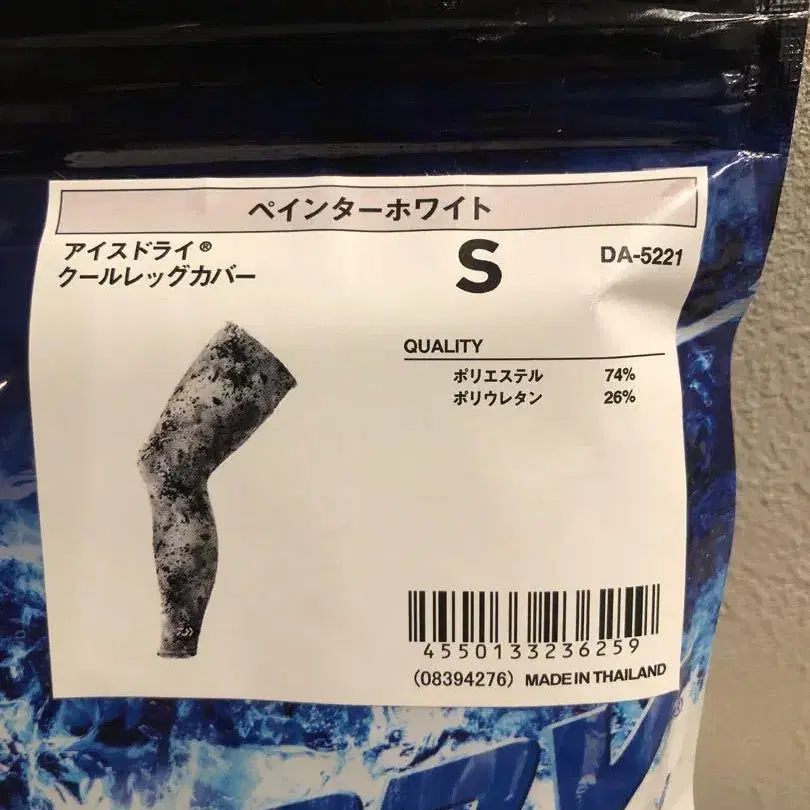 ペインターホワイト
アイスドライ®
クールレッグカバー
S
DA-5221
QUALITY
ポリエステル 74%
ポリウレタン 26%
4550133236259
(08394276) MADE IN THAILAND